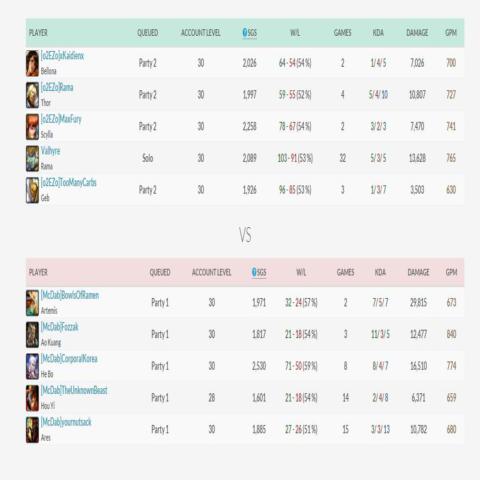 PLAYER QUEUED ACCOUNT LEVEL ?SGS W/L GAMES KDA DAMAGE GPM
[o2EZo]xKaidienx Party 2 30 2,026 64 - 54 (54%) 2 1/4/5 7,026 700
Bellona
[o2EZo]Rama Party 2 30 1,997 59 - 55 (52%) 4 5/4/10 10,807 727
Thor
[o2EZo]MaxFury Party 2 30 2,258 78 - 67 (54%) 2 3/2/3 7,470 741
Scylla
Valhyre Solo 30 2,089 103 - 91 (53%) 32 5/3/5 13,628 765
Rama
[o2EZo]TooManyCarbs Party 2 30 1,926 96 - 85 (53%) 3 1/3/7 3,503 630
Geb
VS
PLAYER QUEUED ACCOUNT LEVEL ?SGS W/L GAMES KDA DAMAGE GPM
[McDab]BowlsOfRamen Party 1 30 1,971 32 - 24 (57%) 2 7/5/7 29,815 673
Artemis
[McDab]Fozzak Party 1 30 1,817 21 - 18 (54%) 3 11/3/5 12,477 840
Ao Kuang
[McDab]CorporalKorea Party 1 30 2,530 71 - 50 (59%) 8 8/4/7 16,510 774
He Bo
[McDab]TheUnknownBeast Party 1 28 1,601 21 - 18 (54%) 14 2/4/8 6,371 659
Hou Yi
[McDab]yournutsack Party 1 30 1,885 27 - 26 (51%) 15 3/3/13 10,782 680
Ares